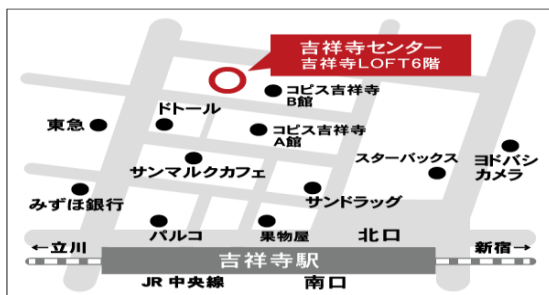 吉祥寺センター
吉祥寺LOFT6階
コピス吉祥寺
B館
ドトール
東急
コピス吉祥寺
A館
サンマルクカフェ
スターバックス
ヨドバシ
カメラ
みずほ銀行
サンドラッグ
パルコ
果物屋
北口
←立川
新宿→
吉祥寺駅
JR 中央線
南口